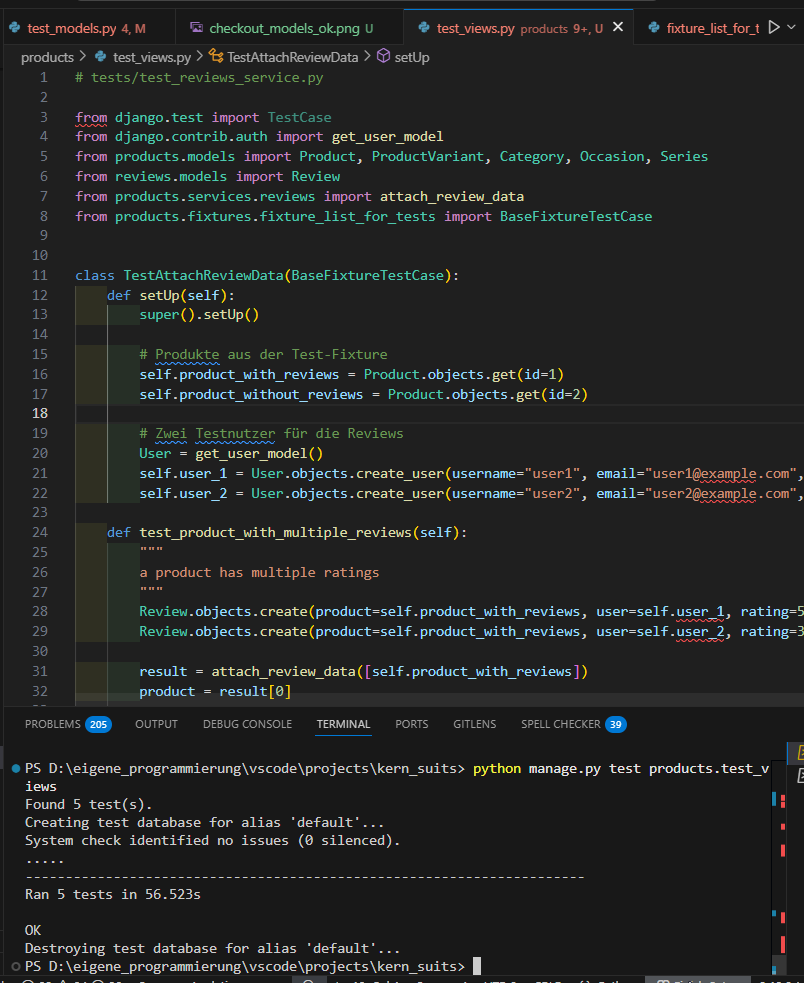 test_models.py 4, M checkout_models_ok.png U test_views.py products 9+, U fixture_list_for_t
products > test_views.py > TestAttachReviewData > setUp
1 # tests/test_reviews_service.py
2
3 from django.test import TestCase
4 from django.contrib.auth import get_user_model
5 from products.models import Product, ProductVariant, Category, Occasion, Series
6 from reviews.models import Review
7 from products.services.reviews import attach_review_data
8 from products.fixtures.fixture_list_for_tests import BaseFixtureTestCase
9
10
11 class TestAttachReviewData(BaseFixtureTestCase):
12 def setUp(self):
13 super().setUp()
14
15 # Produkte aus der Test-Fixture
16 self.product_with_reviews = Product.objects.get(id=1)
17 self.product_without_reviews = Product.objects.get(id=2)
18
19 # Zwei Testnutzer für die Reviews
20 User = get_user_model()
21 self.user_1 = User.objects.create_user(username="user1", email="user1@example.com",
22 self.user_2 = User.objects.create_user(username="user2", email="user2@example.com",
23
24 def test_product_with_multiple_reviews(self):
25 """
26 a product has multiple ratings
27 """
28 Review.objects.create(product=self.product_with_reviews, user=self.user_1, rating=5
29 Review.objects.create(product=self.product_with_reviews, user=self.user_2, rating=3
30
31 result = attach_review_data([self.product_with_reviews])
32 product = result[0]
PROBLEMS 205 OUTPUT DEBUG CONSOLE TERMINAL PORTS GITLENS SPELL CHECKER 39
PS D:\eigene_programmierung\vscode\projects\kern_suits> python manage.py test products.test_v
iews
Found 5 test(s).
Creating test database for alias 'default'...
System check identified no issues (0 silenced).
.....
----------------------------------------------------------------------
Ran 5 tests in 56.523s
OK
Destroying test database for alias 'default'...
PS D:\eigene_programmierung\vscode\projects\kern_suits>